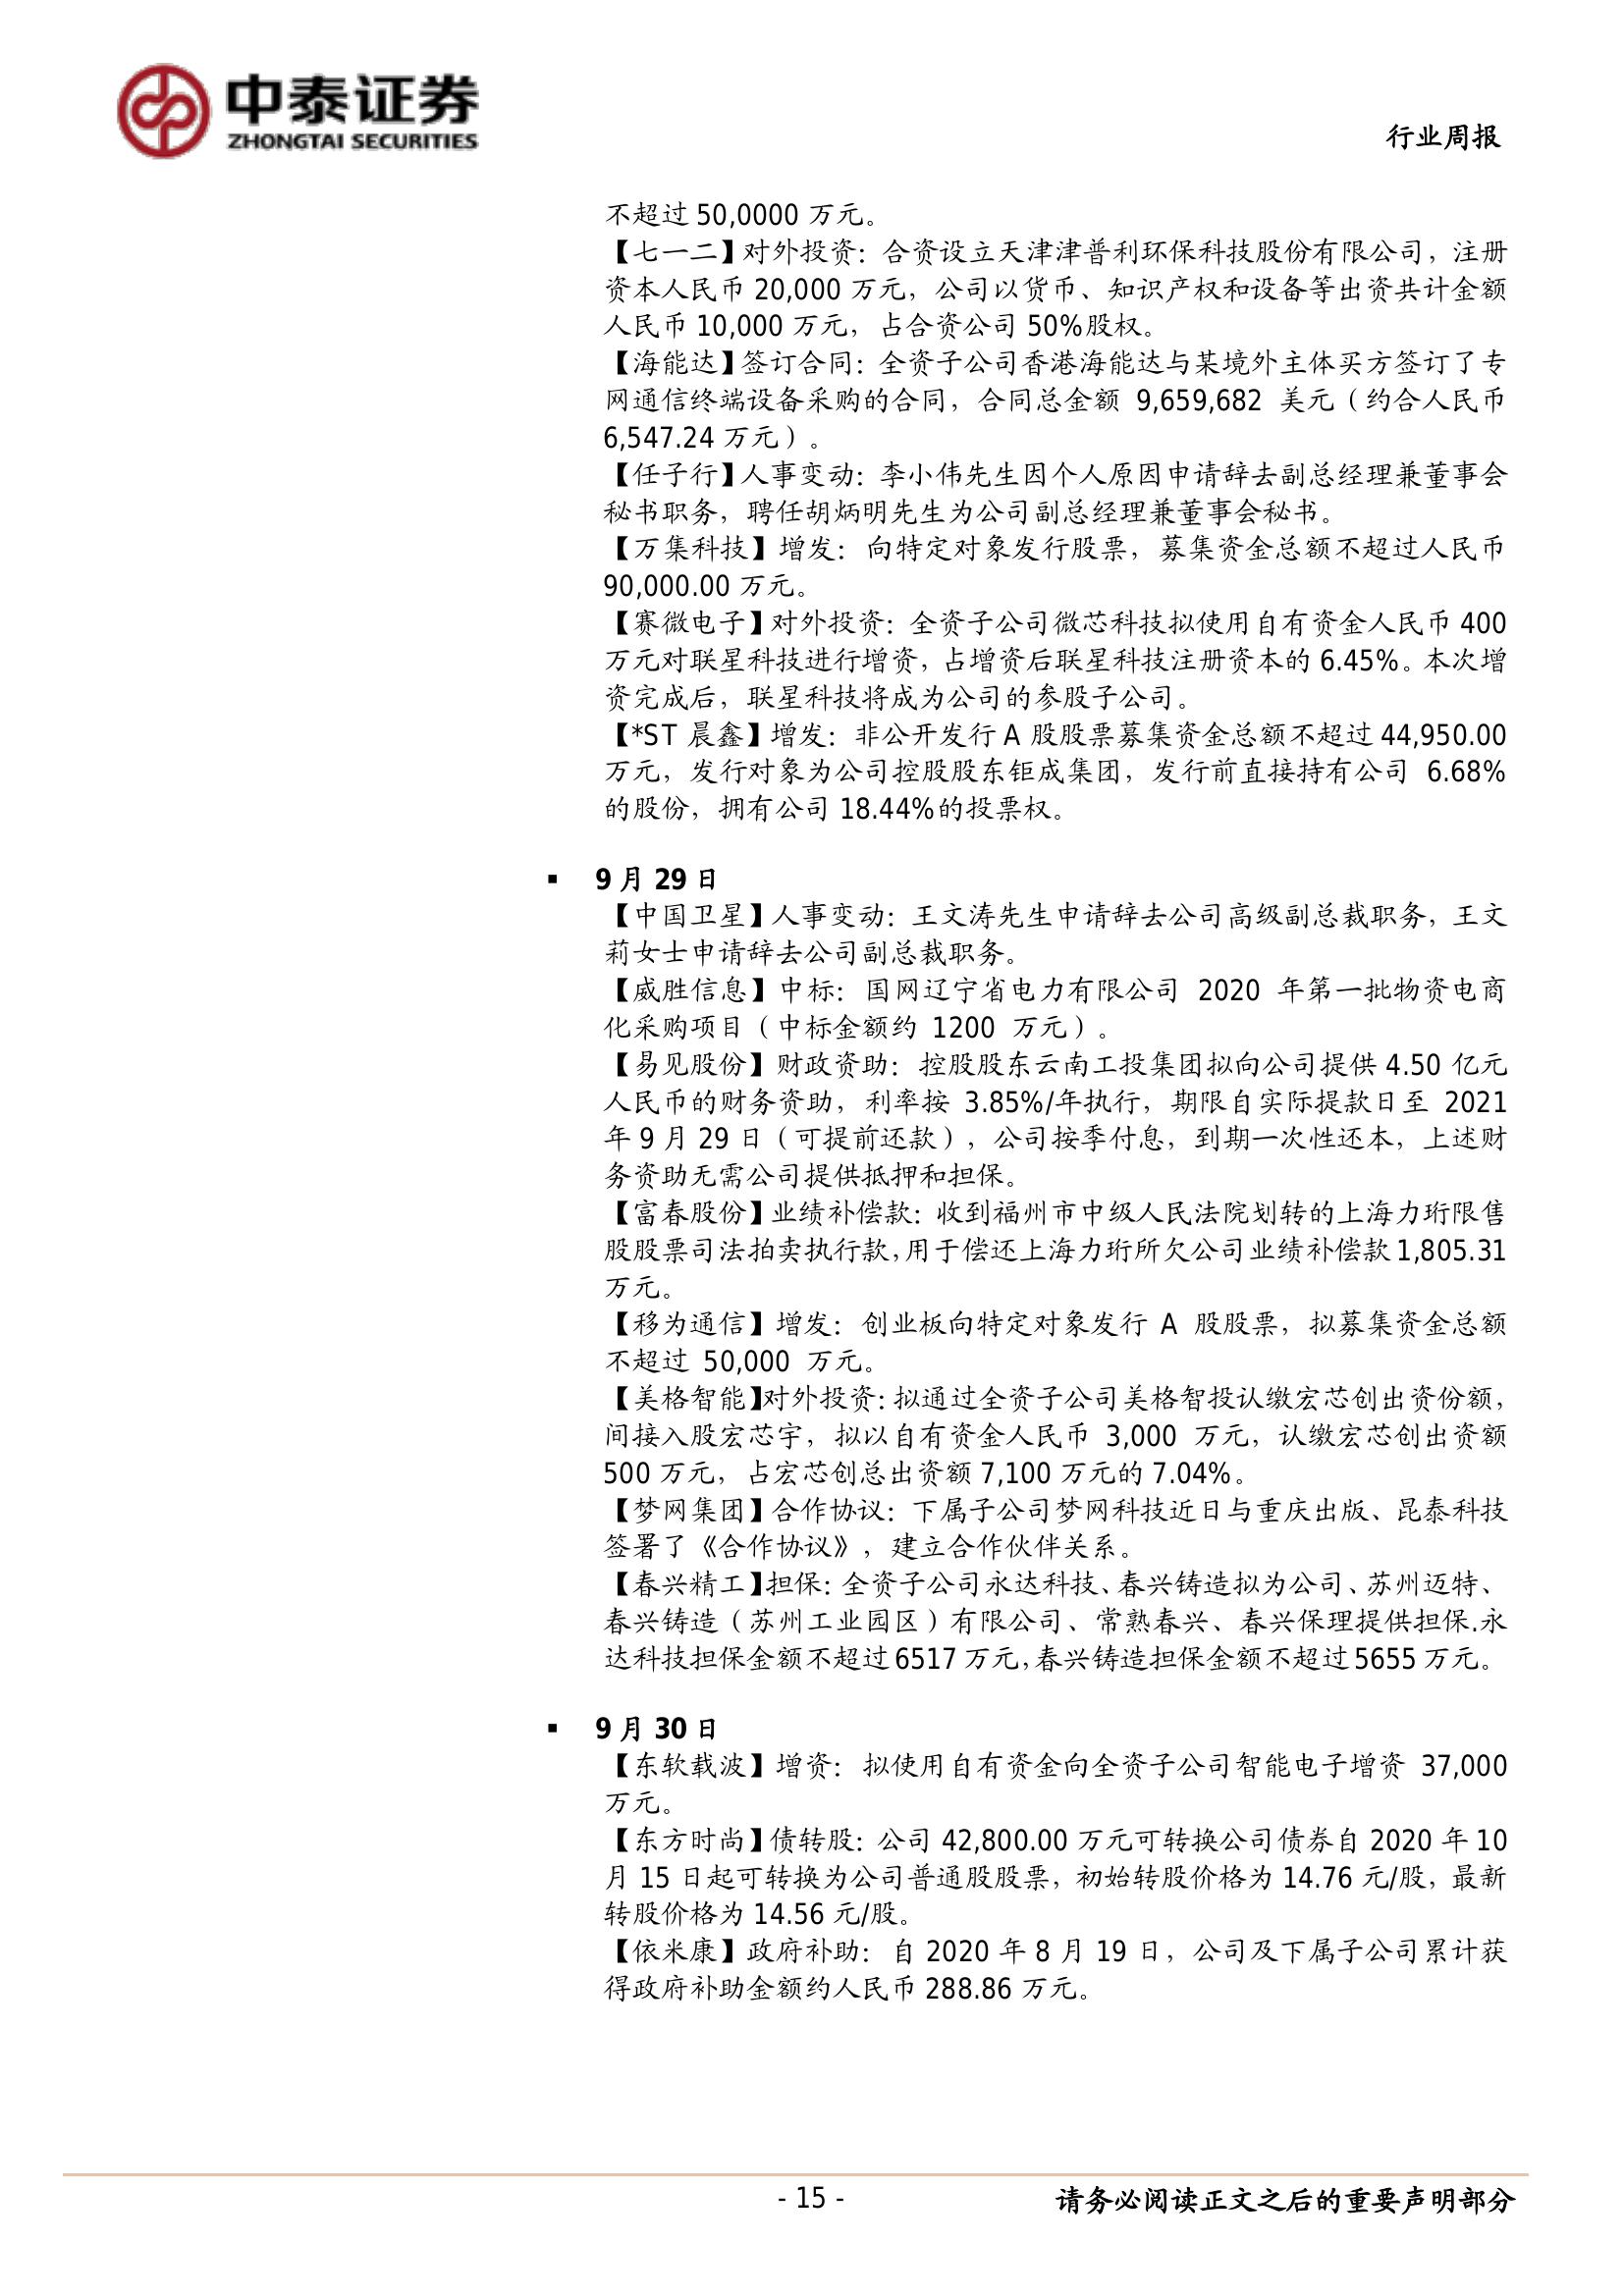 中泰证券
ZHONGTAI SECURITIES
行业周报
不超过 50,0000 万元。
【七一二】对外投资：合资设立天津津普利环保科技股份有限公司，注册
资本人民币 20,000 万元，公司以货币、知识产权和设备等出资共计金额
人民币 10,000 万元，占合资公司 50%股权。
【海能达】签订合同：全资子公司香港海能达与某境外主体买方签订了专
网通信终端设备采购的合同，合同总金额 9,659,682 美元（约合人民币
6,547.24 万元）。
【任子行】人事变动：李小伟先生因个人原因申请辞去副总经理兼董事会
秘书职务，聘任胡炳明先生为公司副总经理兼董事会秘书。
【万集科技】增发：向特定对象发行股票，募集资金总额不超过人民币
90,000.00 万元。
【赛微电子】对外投资：全资子公司微芯科技拟使用自有资金人民币 400
万元对联星科技进行增资，占增资后联星科技注册资本的 6.45%。本次增
资完成后，联星科技将成为公司的参股子公司。
【*ST 晨鑫】增发：非公开发行 A 股股票募集资金总额不超过 44,950.00
万元，发行对象为公司控股股东钜成集团，发行前直接持有公司 6.68%
的股份，拥有公司 18.44%的投票权。
▪ 9 月 29 日
【中国卫星】人事变动：王文涛先生申请辞去公司高级副总裁职务，王文
莉女士申请辞去公司副总裁职务。
【威胜信息】中标：国网辽宁省电力有限公司 2020 年第一批物资电商
化采购项目（中标金额约 1200 万元）。
【易见股份】财政资助：控股股东云南工投集团拟向公司提供 4.50 亿元
人民币的财务资助，利率按 3.85%/年执行，期限自实际提款日至 2021
年 9 月 29 日（可提前还款），公司按季付息，到期一次性还本，上述财
务资助无需公司提供抵押和担保。
【富春股份】业绩补偿款：收到福州市中级人民法院划转的上海力珩限售
股股票司法拍卖执行款,用于偿还上海力珩所欠公司业绩补偿款 1,805.31
万元。
【移为通信】增发：创业板向特定对象发行 A 股股票，拟募集资金总额
不超过 50,000 万元。
【美格智能】对外投资：拟通过全资子公司美格智投认缴宏芯创出资份额，
间接入股宏芯宇，拟以自有资金人民币 3,000 万元，认缴宏芯创出资额
500 万元，占宏芯创总出资额 7,100 万元的 7.04%。
【梦网集团】合作协议：下属子公司梦网科技近日与重庆出版、昆泰科技
签署了《合作协议》，建立合作伙伴关系。
【春兴精工】担保：全资子公司永达科技、春兴铸造拟为公司、苏州迈特、
春兴铸造（苏州工业园区）有限公司、常熟春兴、春兴保理提供担保.永
达科技担保金额不超过 6517 万元,春兴铸造担保金额不超过 5655 万元。
▪ 9 月 30 日
【东软载波】增资：拟使用自有资金向全资子公司智能电子增资 37,000
万元。
【东方时尚】债转股：公司 42,800.00 万元可转换公司债券自 2020 年 10
月 15 日起可转换为公司普通股股票，初始转股价格为 14.76 元/股，最新
转股价格为 14.56 元/股。
【依米康】政府补助：自 2020 年 8 月 19 日，公司及下属子公司累计获
得政府补助金额约人民币 288.86 万元。
- 15 -
请务必阅读正文之后的重要声明部分